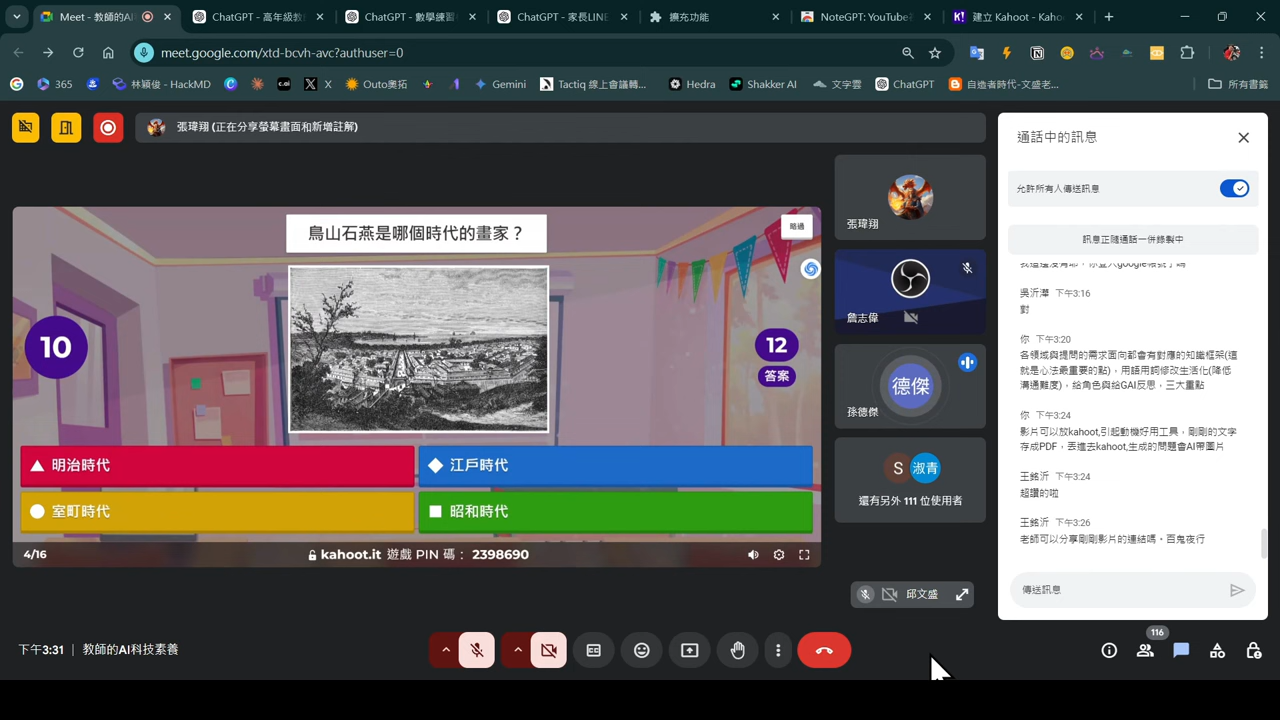 Meet - 教師的AI
ChatGPT - 高年級教
ChatGPT - 數學練習
ChatGPT - 家長LINE
擴充功能
NoteGPT: YouTube
建立 Kahoot - Kaho
meet.google.com/xtd-bcvh-avc?authuser=0
365
林穎俊 - HackMD
c.ai
X
Outo奧拓
Gemini
Tactiq 線上會議轉...
Hedra
Shakker AI
文字雲
ChatGPT
自造者時代-文盛老...
所有書籤
張瑋翔 (正在分享螢幕畫面和新增註解)
鳥山石燕是哪個時代的畫家？
略過
10
12
答案
明治時代
江戶時代
室町時代
昭和時代
4/16
kahoot.it 遊戲 PIN 碼： 2398690
張瑋翔
詹志偉
德傑
孫德傑
S 淑青
還有另外 111 位使用者
邱文盛
通話中的訊息
允許所有人傳送訊息
訊息正隨通話一併錄製中
吳沂澕 下午3:16
對
你 下午3:20
各領域與提問的需求面向都會有對應的知識框架(這
就是心法最重要的點)，用語用詞修改生活化(降低
溝通難度)，給角色與給GAI反思，三大重點
你 下午3:24
影片可以放kahoot,引起動機好用工具，剛剛的文字
存成PDF，丟進去kahoot,生成的問題會AI帶圖片
王銘沂 下午3:24
超讚的啦
王銘沂 下午3:26
老師可以分享剛剛影片的連結嗎。百鬼夜行
傳送訊息
下午3:31 | 教師的AI科技素養
116